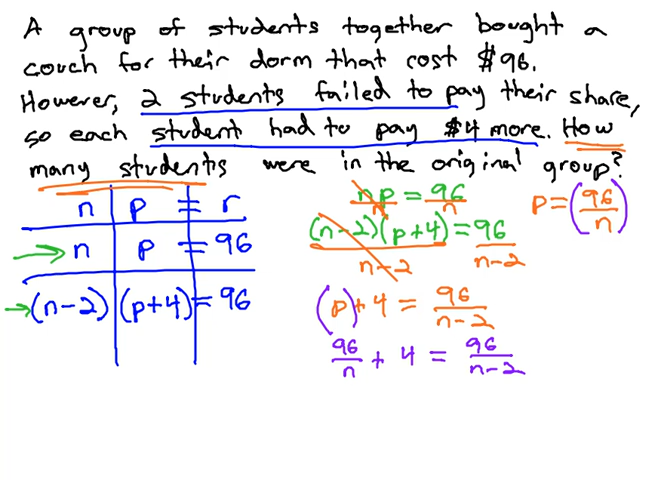 A group of students together bought a
couch for their dorm that cost $96.
However, 2 students failed to pay their share,
so each student had to pay $4 more. How
many students were in the original group?
n | p = r
n | p = 96
(n-2) | (p+4) = 96
np/n = 96/n
p = (96/n)
(n-2)(p+4)/n-2 = 96/n-2
(p) + 4 = 96/n-2
96/n + 4 = 96/n-2